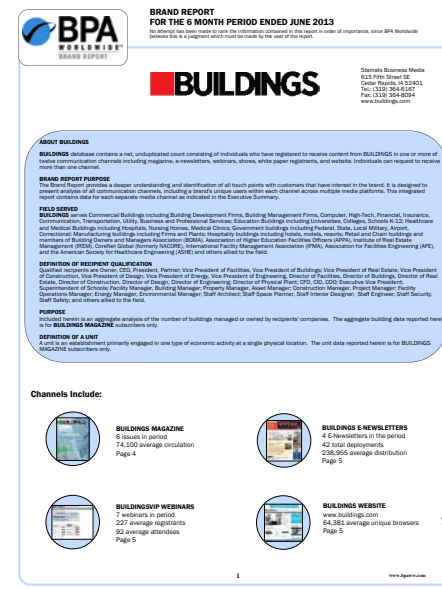 BPA
WORLDWIDE
BRAND REPORT
BRAND REPORT
FOR THE 6 MONTH PERIOD ENDED JUNE 2013
No attempt has been made to rank the information contained in this report in order of importance, since BPA Worldwide
believes this is a judgment which must be made by the user of the report.
BUILDINGS
Stamats Business Media
615 Fifth Street SE
Cedar Rapids, IA 52401
Tel.: (319) 364-6167
Fax: (319) 364-8094
www.buildings.com
ABOUT BUILDINGS
BUILDINGS database contains a net, unduplicated count consisting of individuals who have registered to receive content from BUILDINGS in one or more of
twelve communication channels including magazine, e-newsletters, webinars, shows, white paper registrants, and website. Individuals can request to receive
more than one channel.
BRAND REPORT PURPOSE
The Brand Report provides a deeper understanding and identification of all touch points with customers that have interest in the brand. It is designed to
present analysis of all communication channels, including a brand's unique users within each channel across multiple media platforms. This integrated
report contains data for each separate media channel as indicated in the Executive Summary.
FIELD SERVED
BUILDINGS serves Commercial Buildings including Building Development Firms, Building Management Firms, Computer, High-Tech, Financial, Insurance,
Communication, Transportation, Utility, Business and Professional Services; Education Buildings including Universities, Colleges, Schools K-12; Healthcare
and Medical Buildings including Hospitals, Nursing Homes, Medical Clinics; Government buildings including Federal, State, Local Military, Airport,
Correctional; Manufacturing buildings including Firms and Plants; Hospitality buildings including hotels, resorts; Retail and Chain buildings and
members of Building Owners and Managers Association (BOMA), Association of Higher Education Facilities Officers (APPA), Institute of Real Estate
Management (IREM), CoreNet Global (formerly NACORE), International Facility Management Association (IFMA), Association for Facilities Engineering (AFE),
and the American Society for Healthcare Engineering (ASHE) and others allied to the field.
DEFINITION OF RECIPIENT QUALIFICATION
Qualified recipients are Owner, CEO, President, Partner; Vice President of Facilities, Vice President of Buildings; Vice President of Real Estate, Vice President
of Construction, Vice President of Design, Vice President of Energy, Vice President of Engineering, Director of Facilities, Director of Buildings, Director of Real
Estate, Director of Construction, Director of Design, Director of Engineering; Director of Physical Plant; CFO, CIO, COO; Executive Vice President;
Superintendent of Schools; Facility Manager, Building Manager, Property Manager, Asset Manager; Construction Manager, Project Manager; Facility
Operations Manager; Energy Manager, Environmental Manager; Staff Architect; Staff Space Planner, Staff Interior Designer; Staff Engineer; Staff Security,
Staff Safety; and others allied to the field.
PURPOSE
Included herein is an aggregate analysis of the number of buildings managed or owned by recipients' companies. The aggregate building data reported here
is for BUILDINGS MAGAZINE subscribers only.
DEFINITION OF A UNIT
A unit is an establishment primarily engaged in one type of economic activity at a single physical location. The unit data reported herein is for BUILDINGS
MAGAZINE subscribers only.
Channels Include:
BUILDINGS MAGAZINE
6 issues in period
74,100 average circulation
Page 4
BUILDINGS E-NEWSLETTERS
4 E-Newsletters in the period
42 total deployments
238,955 average distribution
Page 5
BUILDINGSVIP WEBINARS
7 webinars in period
227 average registrants
92 average attendees
Page 5
BUILDINGS WEBSITE
www.buildings.com
64,381 average unique browsers
Page 5
1
www.bpaww.com